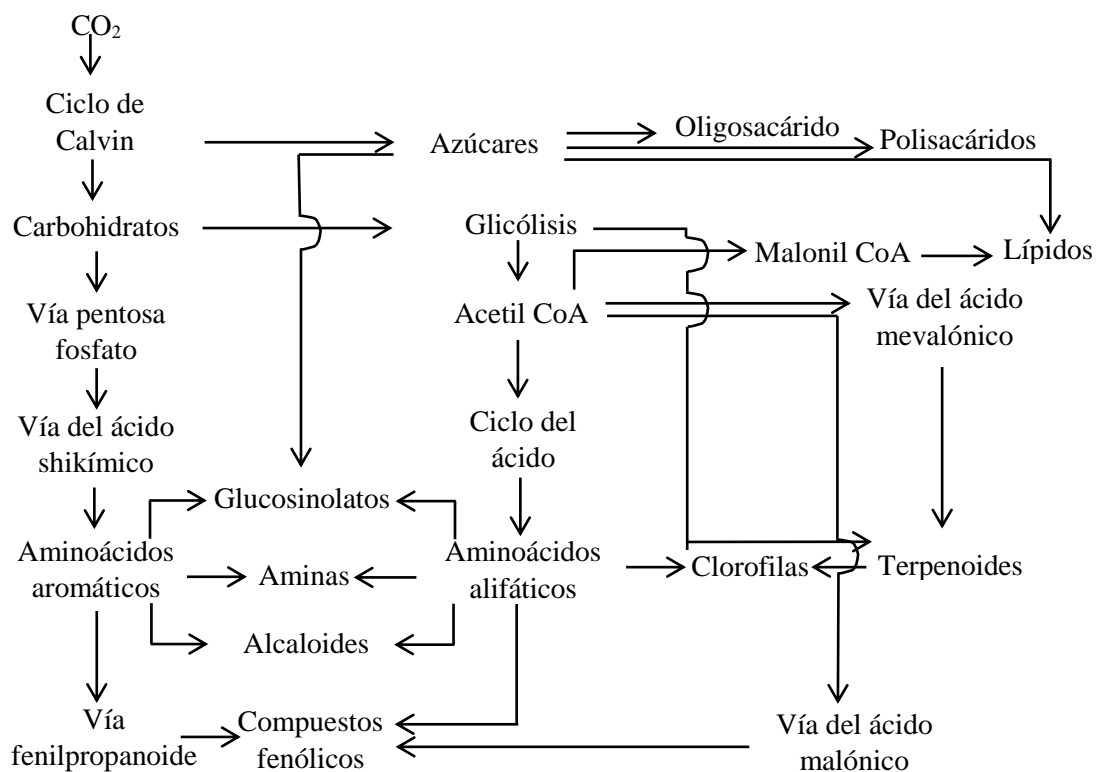 CO₂
Ciclo de
Calvin
Azúcares
Oligosacárido
Polisacáridos
Carbohidratos
Glicólisis
Malonil CoA
Lípidos
Vía pentosa
fosfato
Acetil CoA
Vía del ácido
mevalónico
Vía del ácido
shikímico
Ciclo del
ácido
Glucosinolatos
Aminoácidos
aromáticos
Aminas
Aminoácidos
alifáticos
Clorofilas
Terpenoides
Alcaloides
Vía
fenilpropanoide
Compuestos
fenólicos
Vía del ácido
malónico